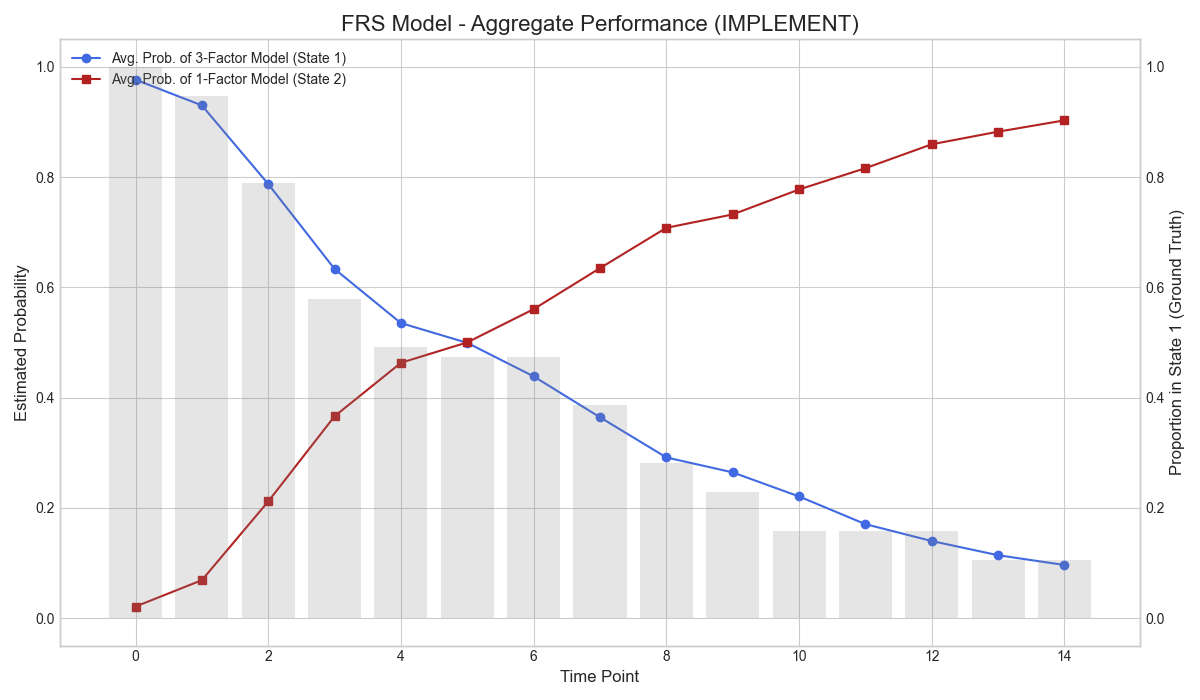 FRS Model - Aggregate Performance (IMPLEMENT)
Avg. Prob. of 3-Factor Model (State 1)
Avg. Prob. of 1-Factor Model (State 2)
1.0
0.8
0.6
0.4
0.2
0.0
Estimated Probability
1.0
0.8
0.6
0.4
0.2
0.0
Proportion in State 1 (Ground Truth)
0 2 4 6 8 10 12 14
Time Point